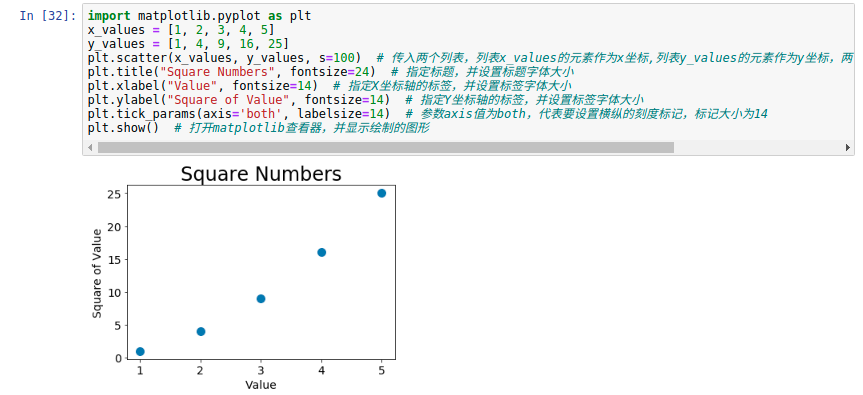 In [32]: import matplotlib.pyplot as plt
x_values = [1, 2, 3, 4, 5]
y_values = [1, 4, 9, 16, 25]
plt.scatter(x_values, y_values, s=100)  # 传入两个列表，列表x_values的元素作为x坐标,列表y_values的元素作为y坐标，两
plt.title("Square Numbers", fontsize=24)  # 指定标题，并设置标题字体大小
plt.xlabel("Value", fontsize=14)  # 指定X坐标轴的标签，并设置标签字体大小
plt.ylabel("Square of Value", fontsize=14)  # 指定Y坐标轴的标签，并设置标签字体大小
plt.tick_params(axis='both', labelsize=14)  # 参数axis值为both，代表要设置横纵的刻度标记，标记大小为14
plt.show()  # 打开matplotlib查看器，并显示绘制的图形
Square Numbers
25
20
15
10
5
0
Square of Value
1 2 3 4 5
Value